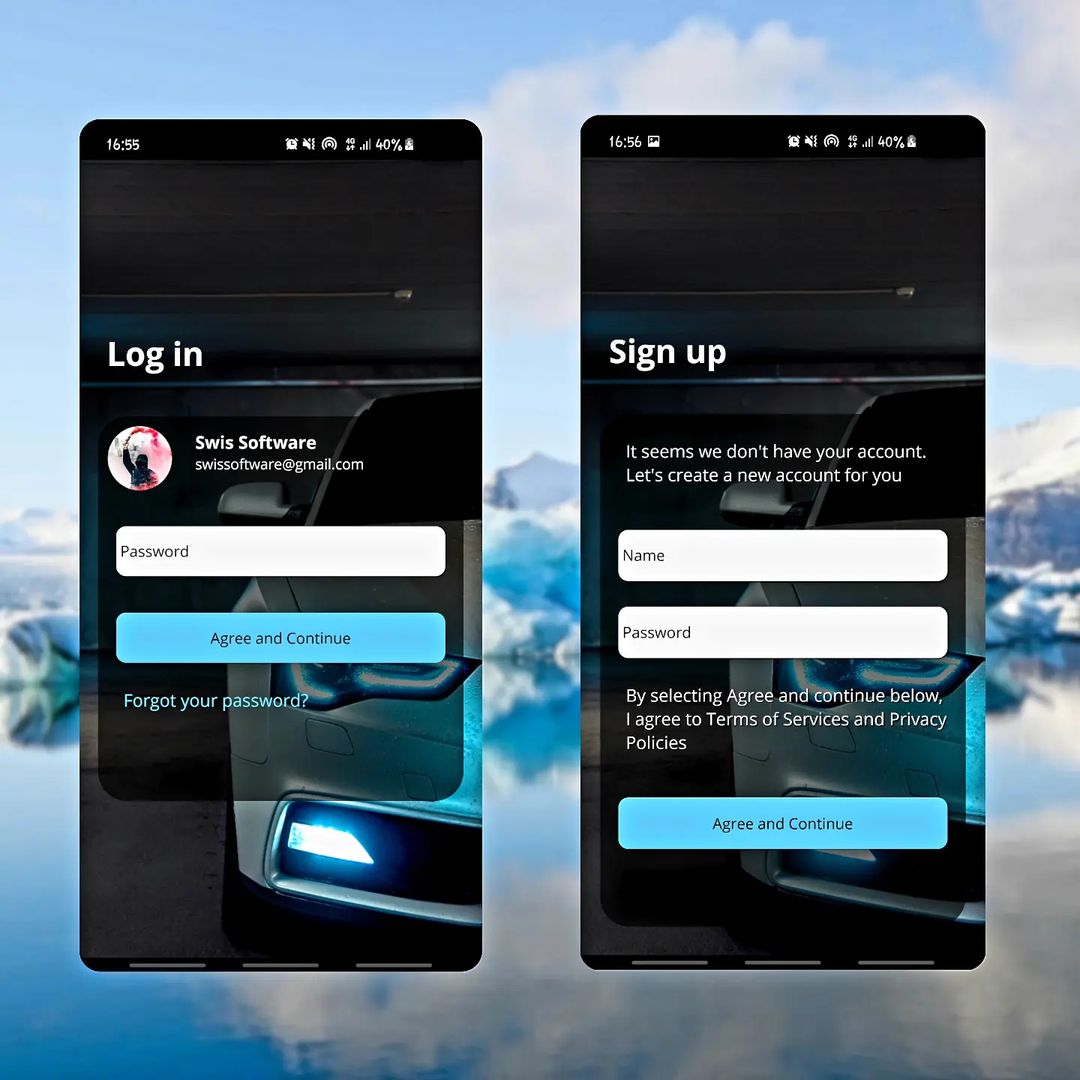 16:55
4G 40%
Log in
Swis Software
swissoftware@gmail.com
Password
Agree and Continue
Forgot your password?
16:56
4G 40%
Sign up
It seems we don't have your account.
Let's create a new account for you
Name
Password
By selecting Agree and continue below,
I agree to Terms of Services and Privacy
Policies
Agree and Continue